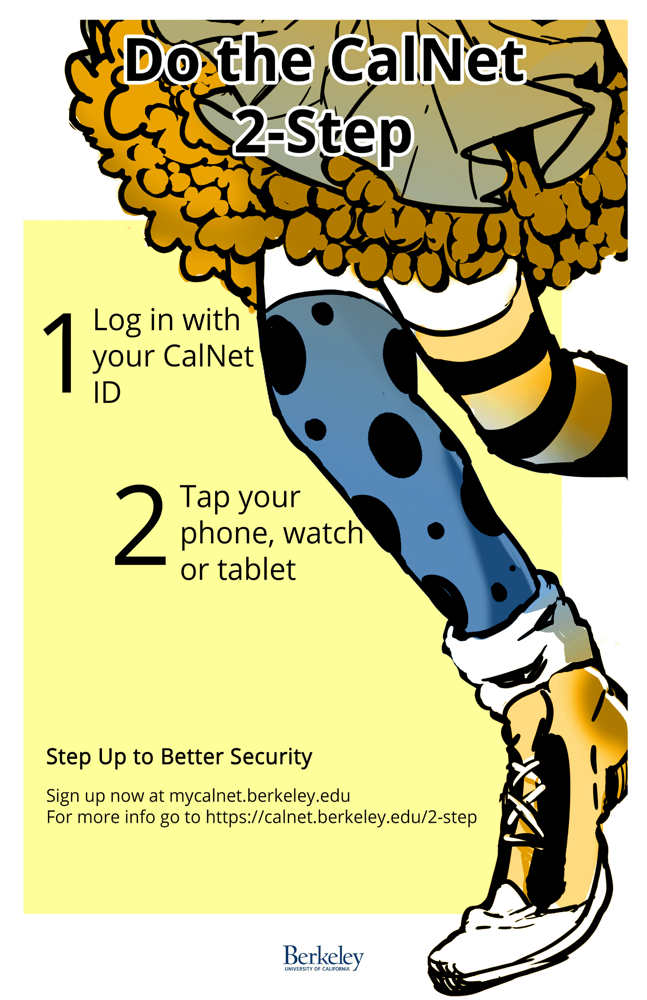 Do the CalNet
2-Step
1
Log in with
your CalNet
ID
2
Tap your
phone, watch
or tablet
Step Up to Better Security
Sign up now at mycalnet.berkeley.edu
For more info go to https://calnet.berkeley.edu/2-step
Berkeley
UNIVERSITY OF CALIFORNIA